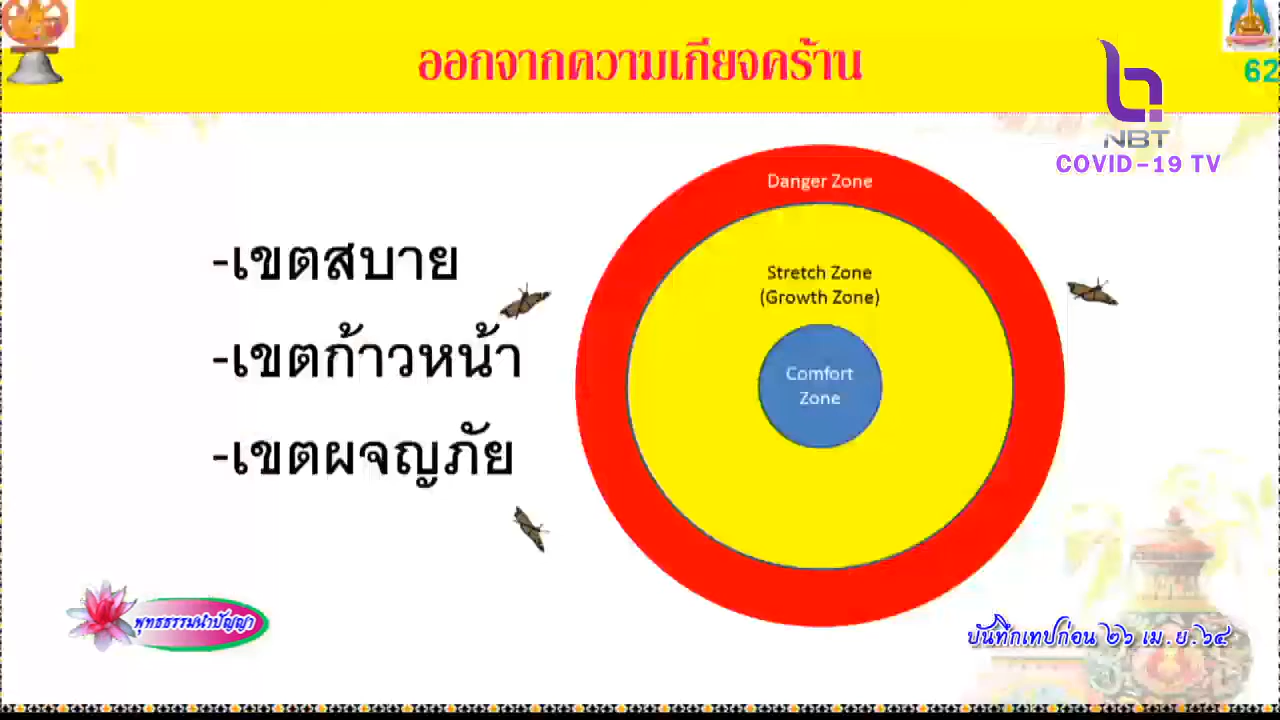 ออกจากความเกียจคร้าน
62
NBT
COVID-19 TV
Danger Zone
-เขตสบาย
Stretch Zone
(Growth Zone)
-เขตก้าวหน้า
Comfort
Zone
-เขตผจญภัย
พุทธธรรมนำปัญญา
บันทึกเทปก่อน ๒๖ เม.ย.๖๔